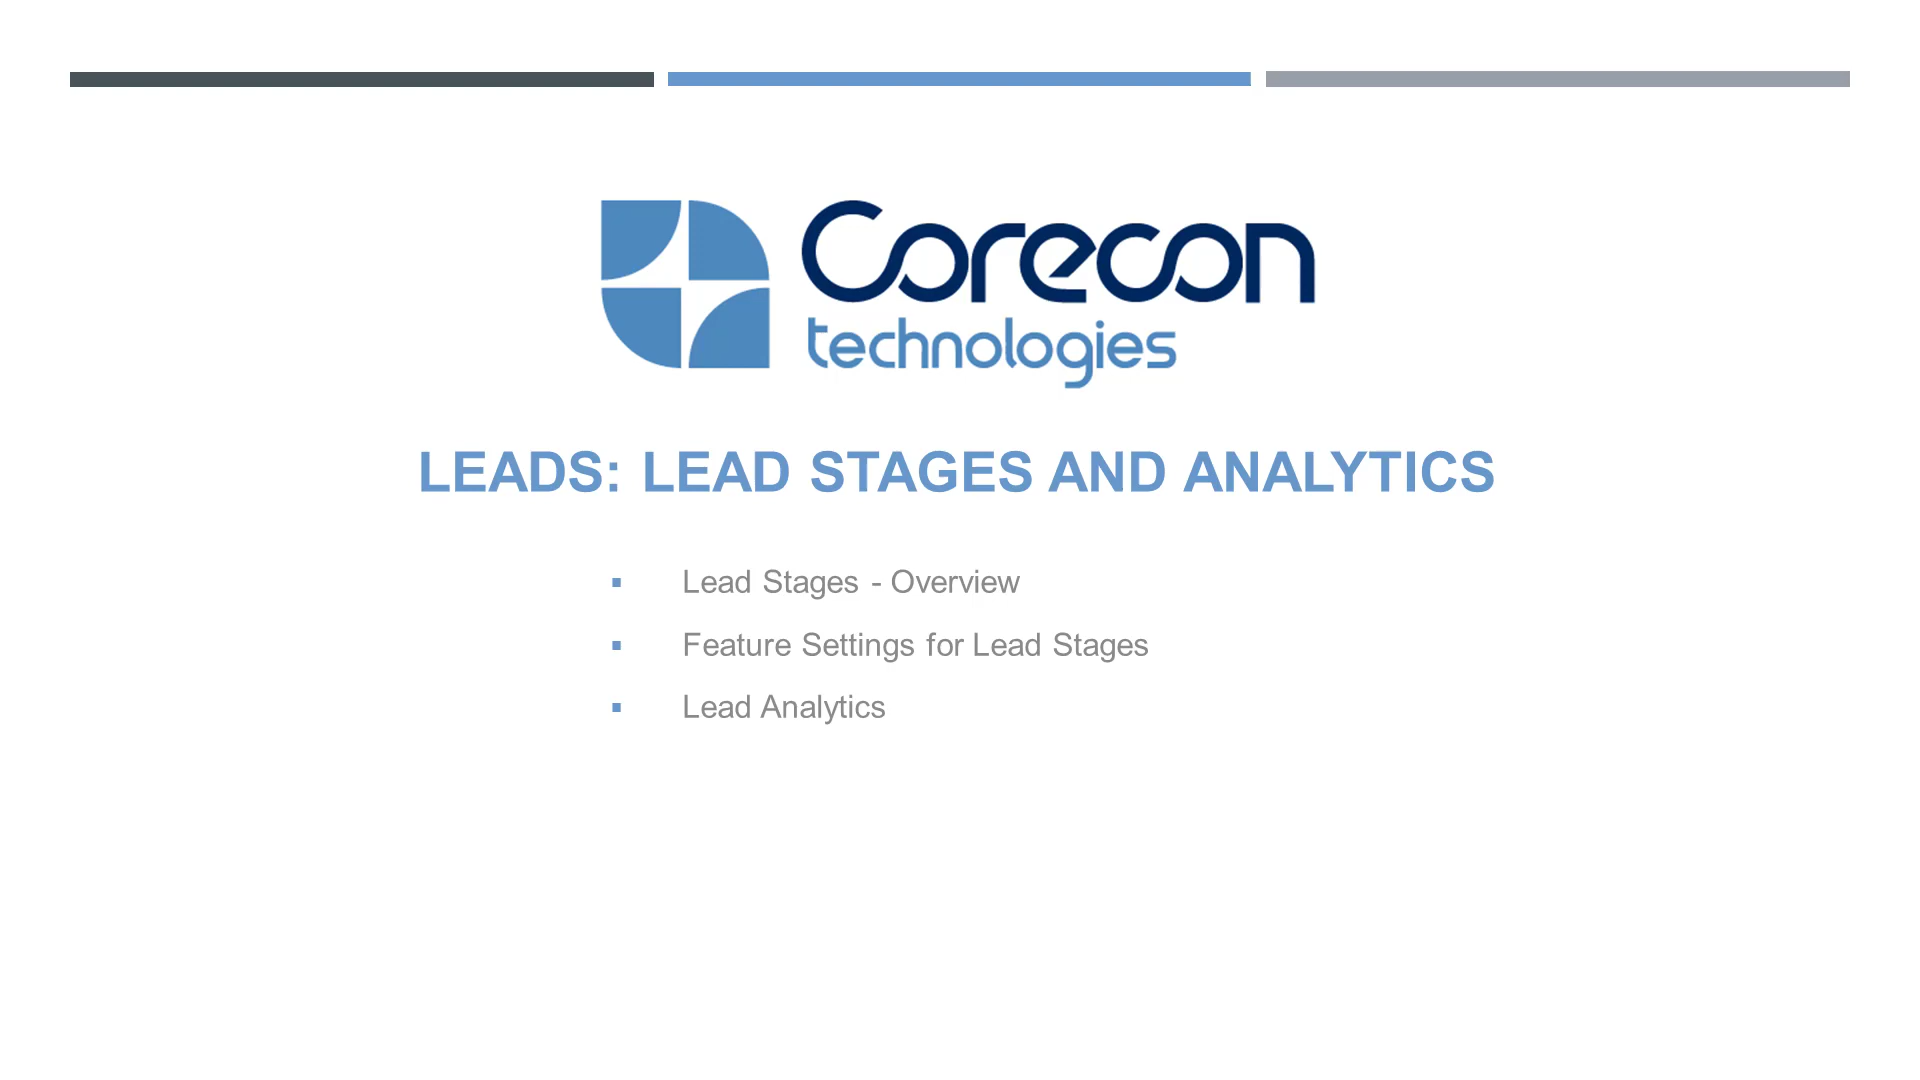 Corecon
technologies
LEADS: LEAD STAGES AND ANALYTICS
▪ Lead Stages - Overview
▪ Feature Settings for Lead Stages
▪ Lead Analytics